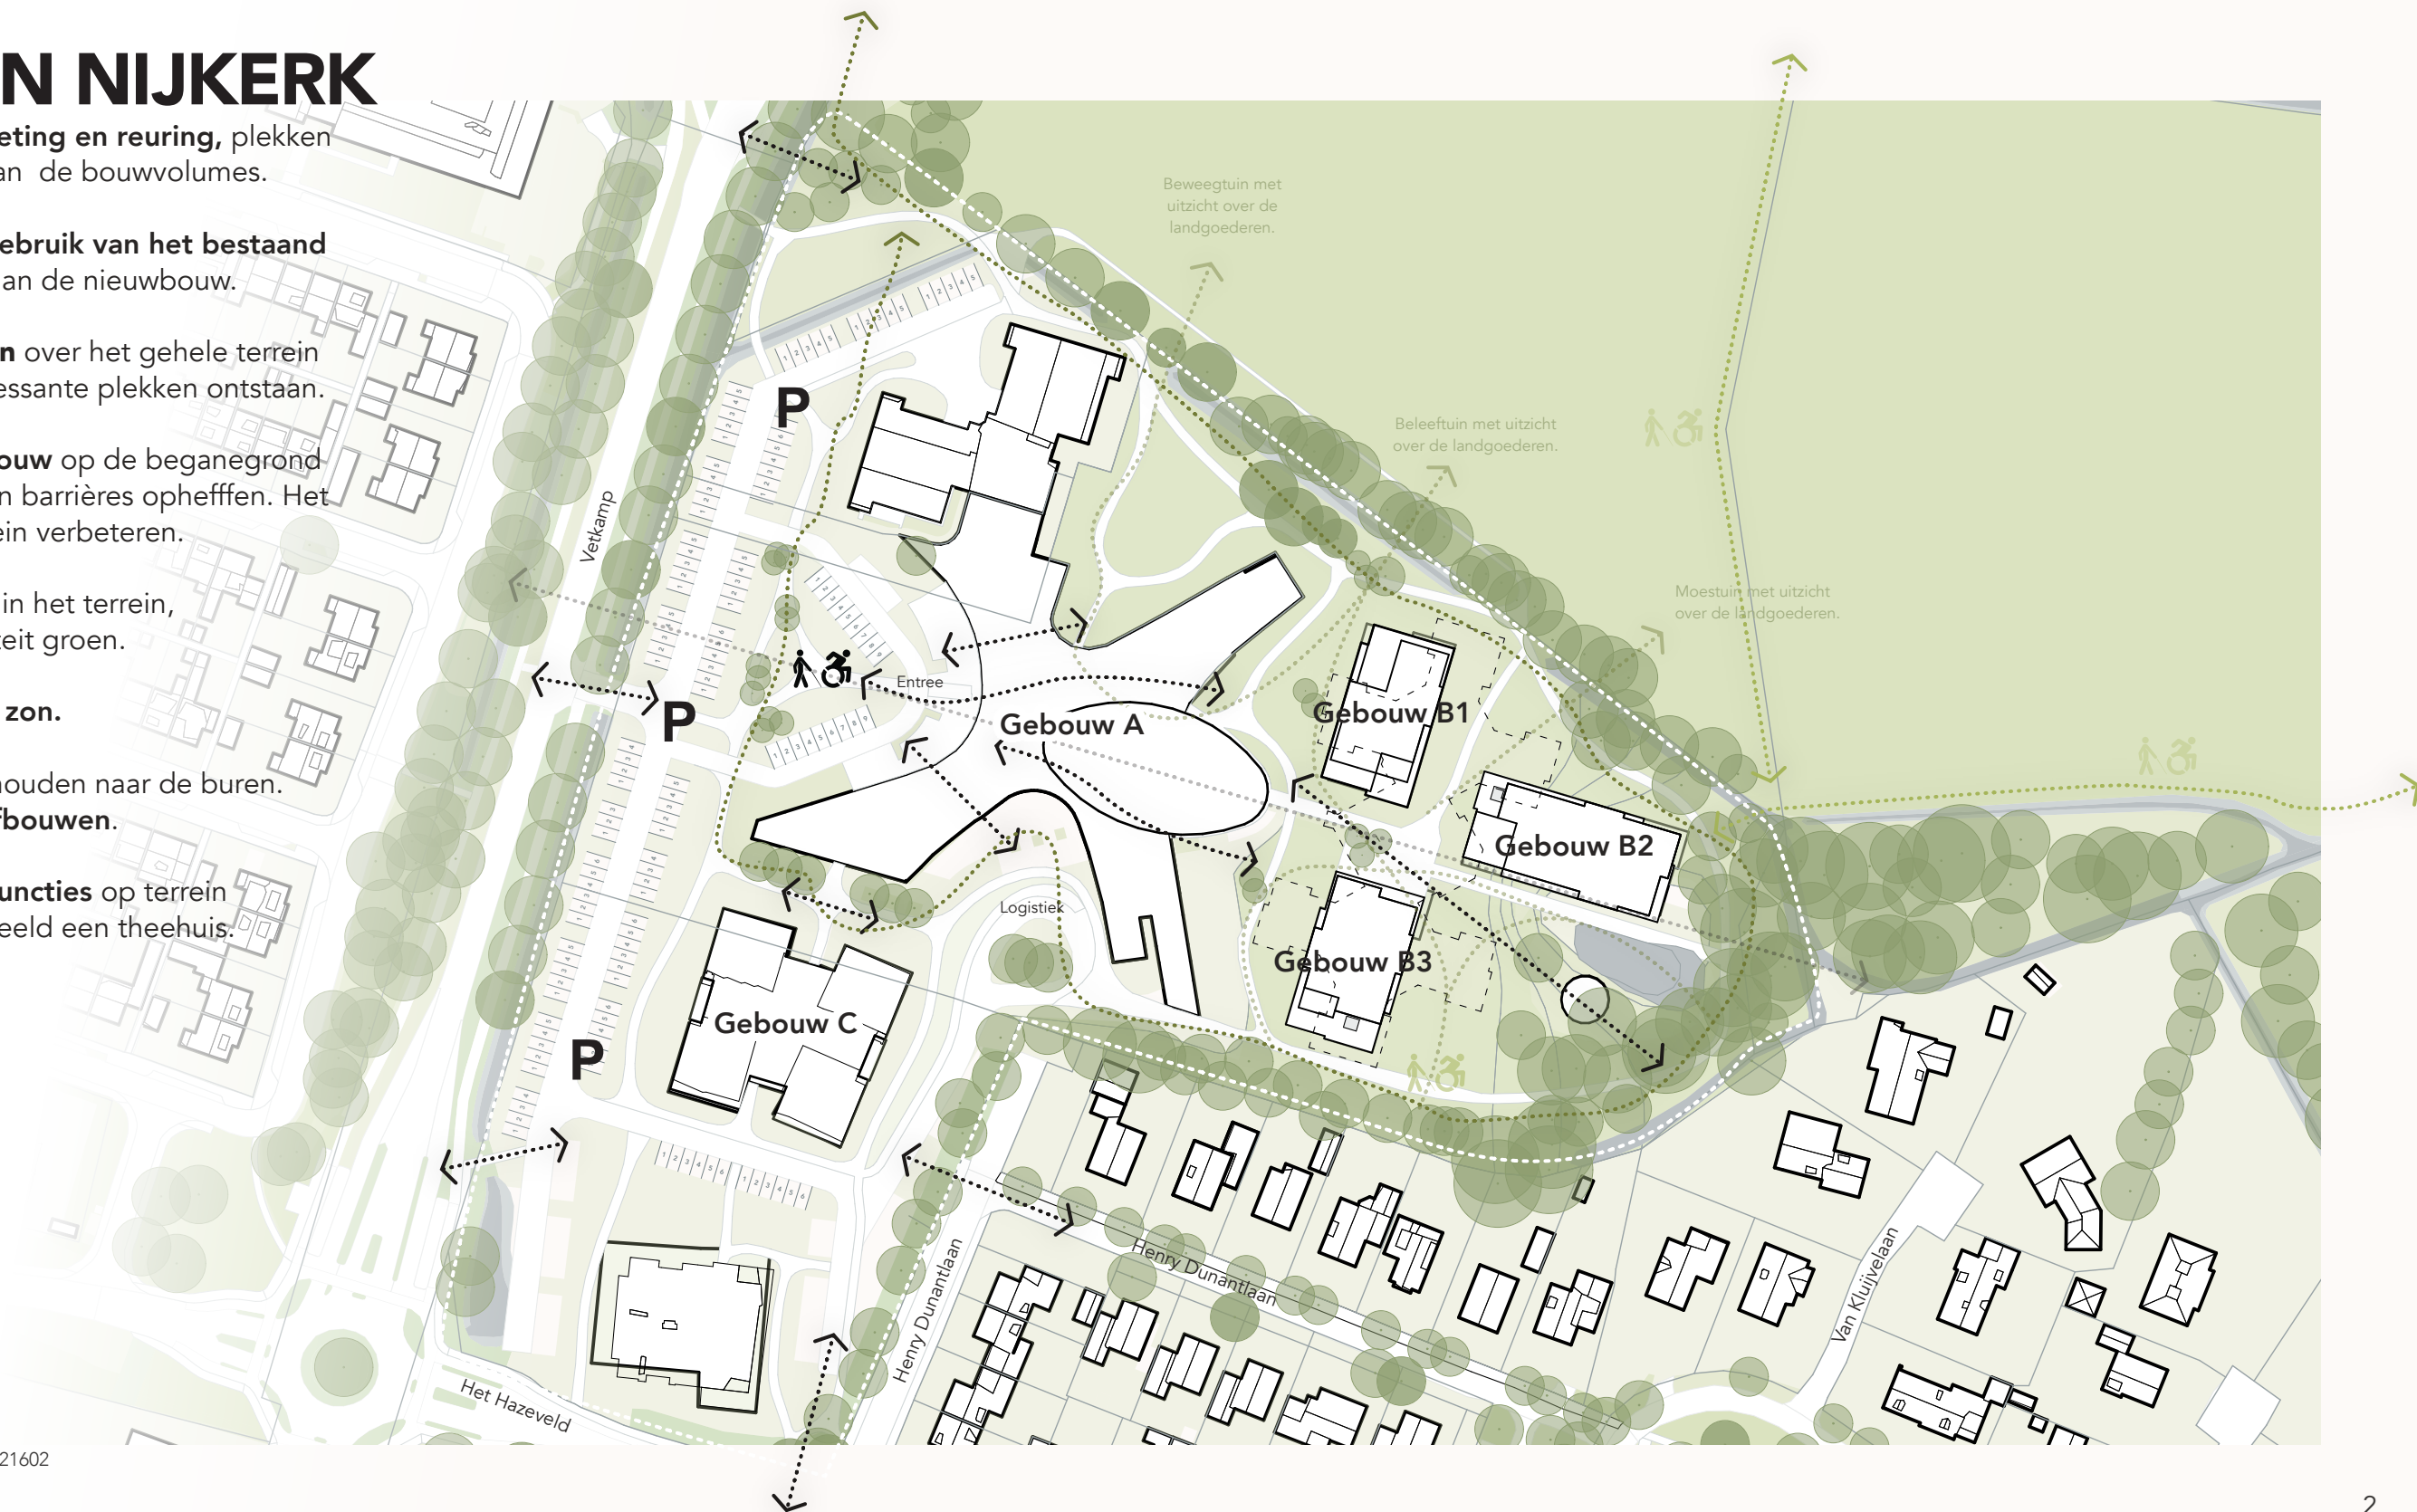 N NIJKERK
eting en reuring, plekken
an de bouwvolumes.
ebruik van het bestaand
an de nieuwbouw.
n over het gehele terrein
essante plekken ontstaan.
ouw op de beganegrond
n barrières ophefffen. Het
ein verbeteren.
in het terrein,
teit groen.
zon.
houden naar de buren.
fbouwen.
uncties op terrein
eeld een theehuis.
Beweegtuin met
uitzicht over de
landgoederen.
Beleeftuin met uitzicht
over de landgoederen.
Moestuin met uitzicht
over de landgoederen.
Vetkamp
P
P
P
Entree
Gebouw A
Gebouw B1
Gebouw B2
Gebouw B3
Logistiek
Gebouw C
Henry Dunantlaan
Henry Dunantlaan
Van Kluijvelaan
Het Hazeveld
21602
2